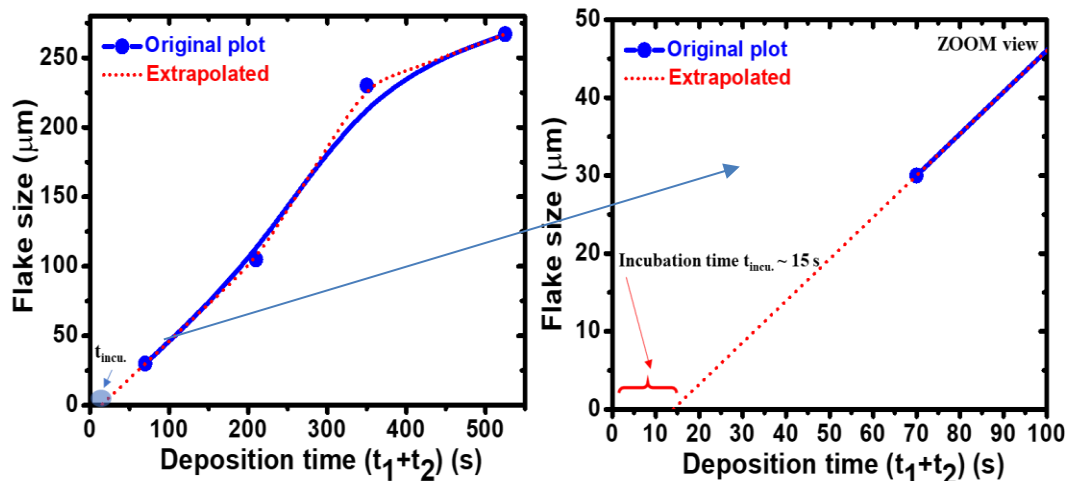 Original plot
Extrapolated
Flake size (μm)
250
200
150
100
50
0
t_incu.
0 100 200 300 400 500
Deposition time (t₁+t₂) (s)
Original plot
Extrapolated
ZOOM view
Flake size (μm)
50
40
30
20
10
0
Incubation time t_incu. ~ 15 s
0 10 20 30 40 50 60 70 80 90 100
Deposition time (t₁+t₂) (s)